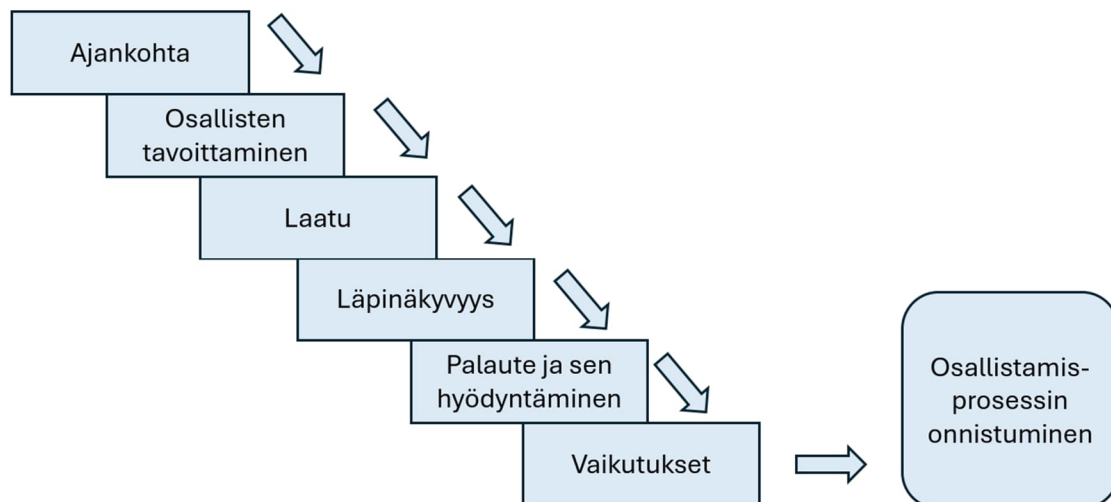 Ajankohta
Osallisten
tavoittaminen
Laatu
Läpinäkyvyys
Palaute ja sen
hyödyntäminen
Vaikutukset
Osallistamis-
prosessin
onnistuminen